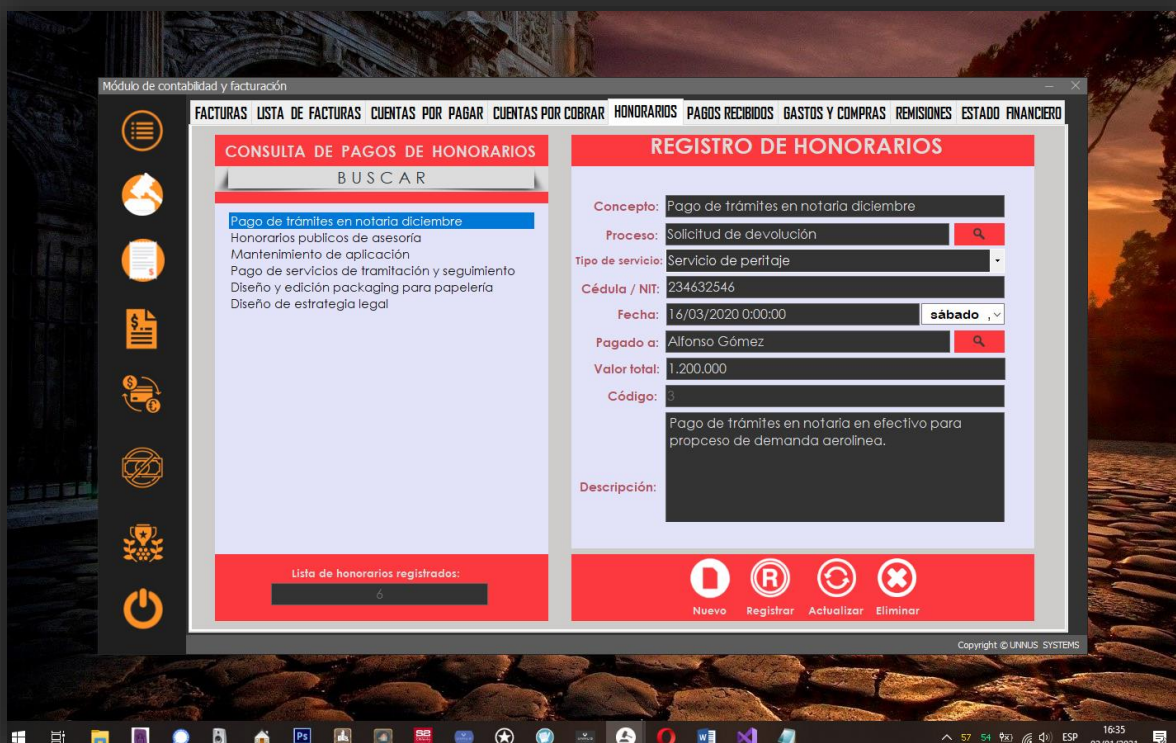 Módulo de contabilidad y facturación
FACTURAS LISTA DE FACTURAS CUENTAS POR PAGAR CUENTAS POR COBRAR HONORARIOS PAGOS RECIBIDOS GASTOS Y COMPRAS REMISIONES ESTADO FINANCIERO
CONSULTA DE PAGOS DE HONORARIOS
BUSCAR
Pago de trámites en notaria diciembre
Honorarios publicos de asesoría
Mantenimiento de aplicación
Pago de servicios de tramitación y seguimiento
Diseño y edición packaging para papelería
Diseño de estrategia legal
Lista de honorarios registrados:
6
REGISTRO DE HONORARIOS
Concepto: Pago de trámites en notaria diciembre
Proceso: Solicitud de devolución
Tipo de servicio: Servicio de peritaje
Cédula / NIT: 234632546
Fecha: 16/03/2020 0:00:00 sábado ,
Pagado a: Alfonso Gómez
Valor total: 1.200.000
Código: 3
Pago de trámites en notaria en efectivo para
propceso de demanda aerolinea.
Descripción:
Nuevo Registrar Actualizar Eliminar
Copyright © UNNUS SYSTEMS
Ps
57 54 ESP 16:35